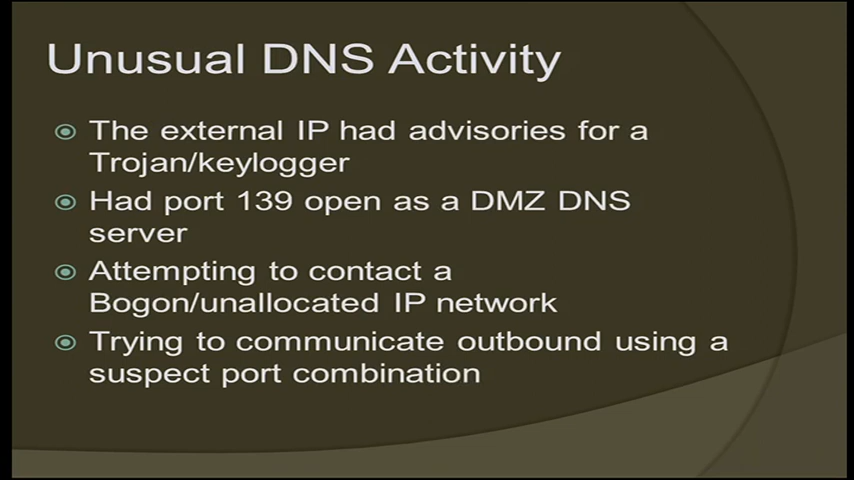 Unusual DNS Activity
The external IP had advisories for a
Trojan/keylogger
Had port 139 open as a DMZ DNS
server
Attempting to contact a
Bogon/unallocated IP network
Trying to communicate outbound using a
suspect port combination